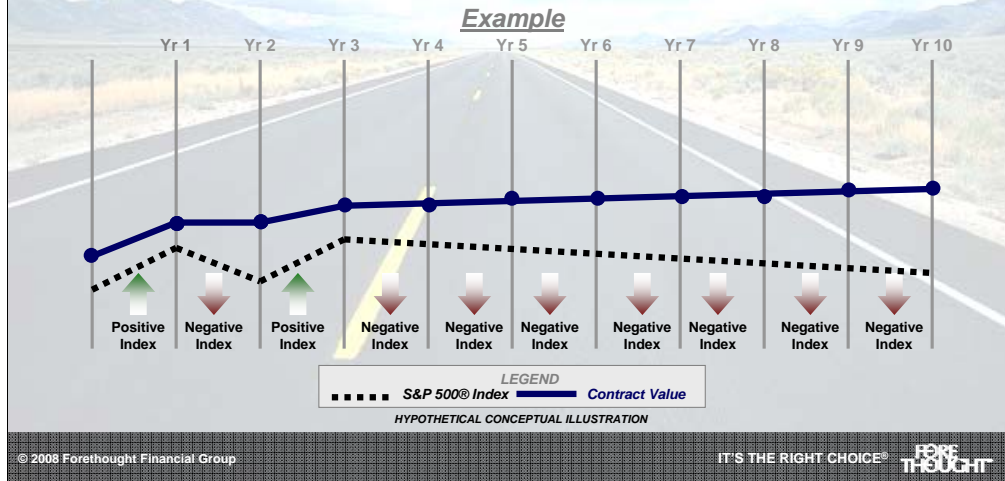 Example
Yr 1 Yr 2 Yr 3 Yr 4 Yr 5 Yr 6 Yr 7 Yr 8 Yr 9 Yr 10
Positive Negative Positive Negative Negative Negative Negative Negative Negative Negative
Index Index Index Index Index Index Index Index Index Index
LEGEND
S&P 500® Index Contract Value
HYPOTHETICAL CONCEPTUAL ILLUSTRATION
© 2008 Forethought Financial Group IT'S THE RIGHT CHOICE® FORE
THOUGHT